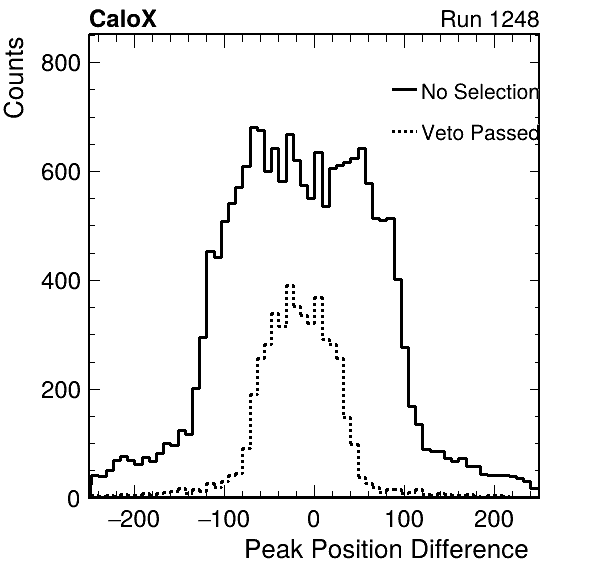 CaloX Run 1248
Counts
800
600
400
200
0
No Selection
Veto Passed
−200 −100 0 100 200
Peak Position Difference